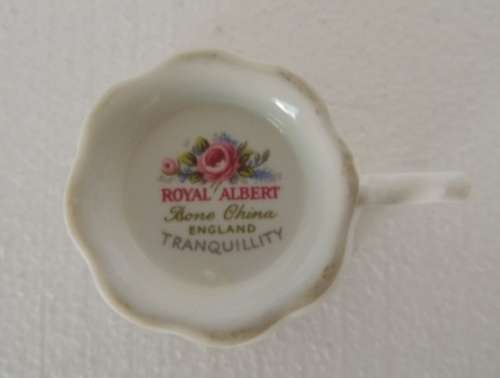 ROYAL ALBERT
Bone China
ENGLAND
TRANQUILLITY